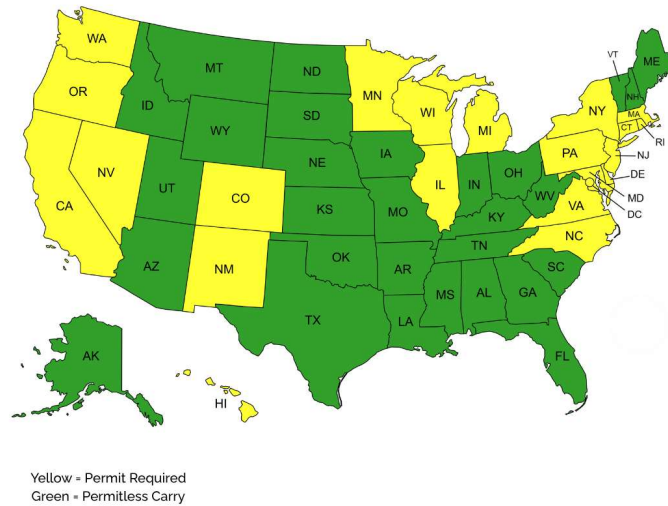 WA
MT
ND
MN
VT
ME
OR
ID
SD
WI
MI
NY
NH
MA
CT
RI
WY
IA
PA
NJ
NV
NE
IL
IN
OH
DE
UT
CO
WV
VA
MD
DC
CA
KS
MO
KY
NC
AZ
NM
OK
AR
TN
SC
TX
LA
MS
AL
GA
FL
AK
HI
Yellow = Permit Required
Green = Permitless Carry